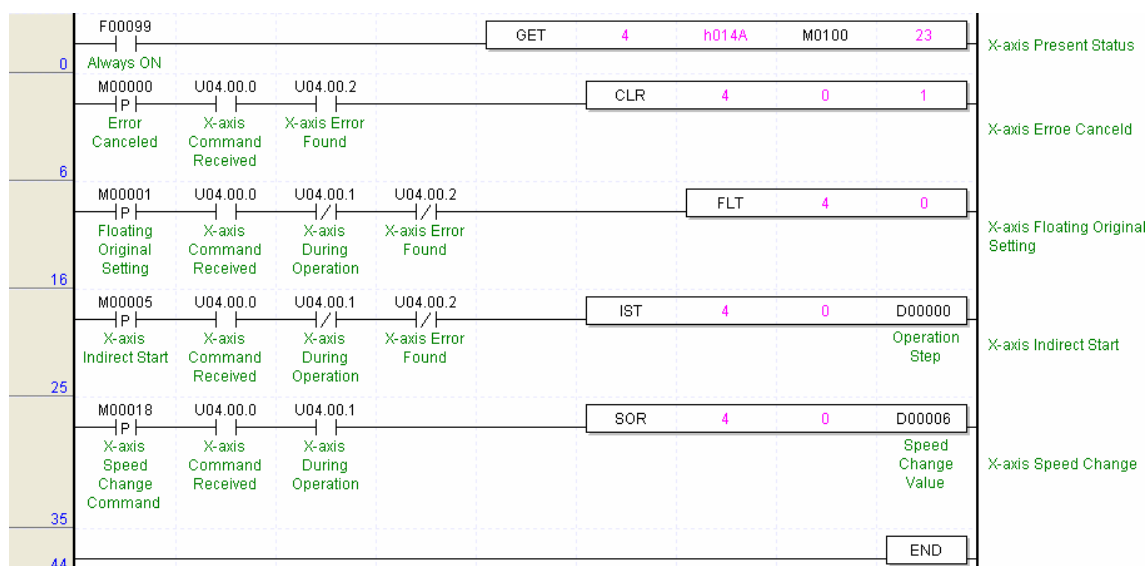 F00099
GET 4 h014A M0100 23
X-axis Present Status
0 Always ON
M00000 U04.00.0 U04.00.2
P
CLR 4 0 1
Error X-axis X-axis Error
Canceled Command Found
Received
X-axis Erroe Canceld
6
M00001 U04.00.0 U04.00.1 U04.00.2
P
FLT 4 0
Floating X-axis X-axis X-axis Error
Original Command During Found
Setting Received Operation
X-axis Floating Original
Setting
16
M00005 U04.00.0 U04.00.1 U04.00.2
P
IST 4 0 D00000
X-axis X-axis X-axis X-axis Error
Indirect Start Command During Found
Received Operation
Operation
Step
X-axis Indirect Start
25
M00018 U04.00.0 U04.00.1
P
SOR 4 0 D00006
X-axis X-axis X-axis
Speed Command During
Change Received Operation
Command
Speed
Change
Value
X-axis Speed Change
35
END
44